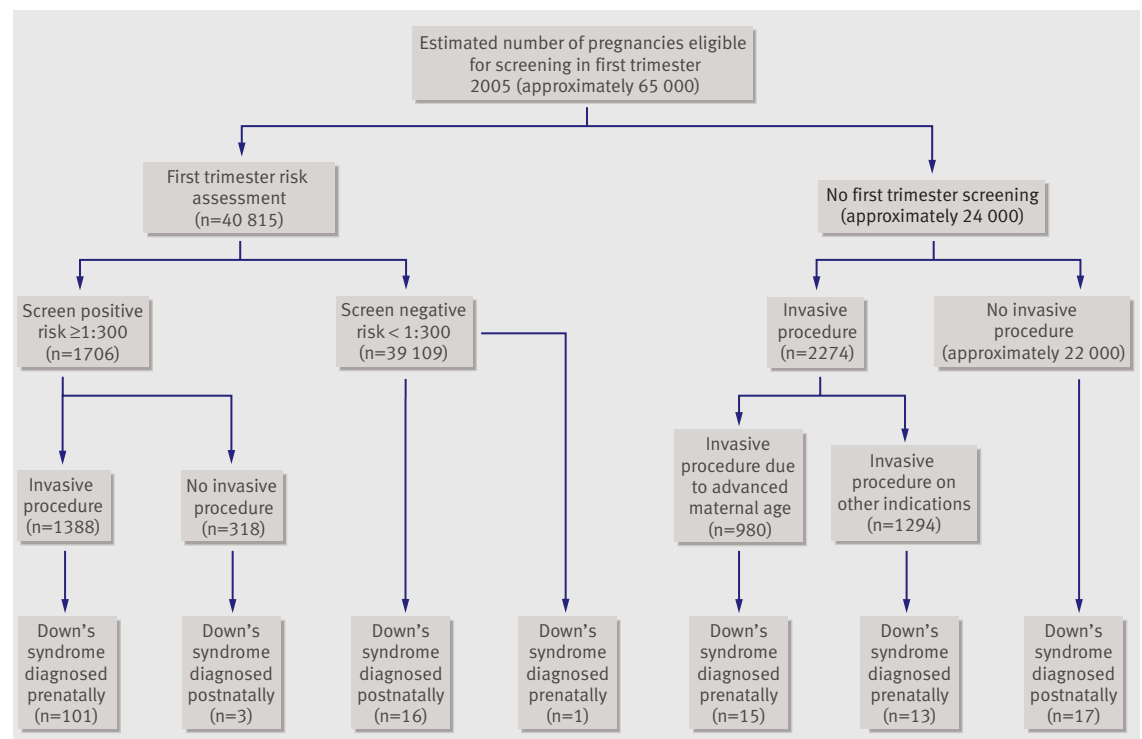 Estimated number of pregnancies eligible
for screening in first trimester
2005 (approximately 65 000)
First trimester risk
assessment
(n=40 815)
No first trimester screening
(approximately 24 000)
Screen positive
risk ≥1:300
(n=1706)
Screen negative
risk < 1:300
(n=39 109)
Invasive
procedure
(n=2274)
No invasive
procedure
(approximately 22 000)
Invasive
procedure
(n=1388)
No invasive
procedure
(n=318)
Invasive
procedure due
to advanced
maternal age
(n=980)
Invasive
procedure on
other indications
(n=1294)
Down's
syndrome
diagnosed
prenatally
(n=101)
Down's
syndrome
diagnosed
postnatally
(n=3)
Down's
syndrome
diagnosed
postnatally
(n=16)
Down's
syndrome
diagnosed
prenatally
(n=1)
Down's
syndrome
diagnosed
prenatally
(n=15)
Down's
syndrome
diagnosed
prenatally
(n=13)
Down's
syndrome
diagnosed
postnatally
(n=17)